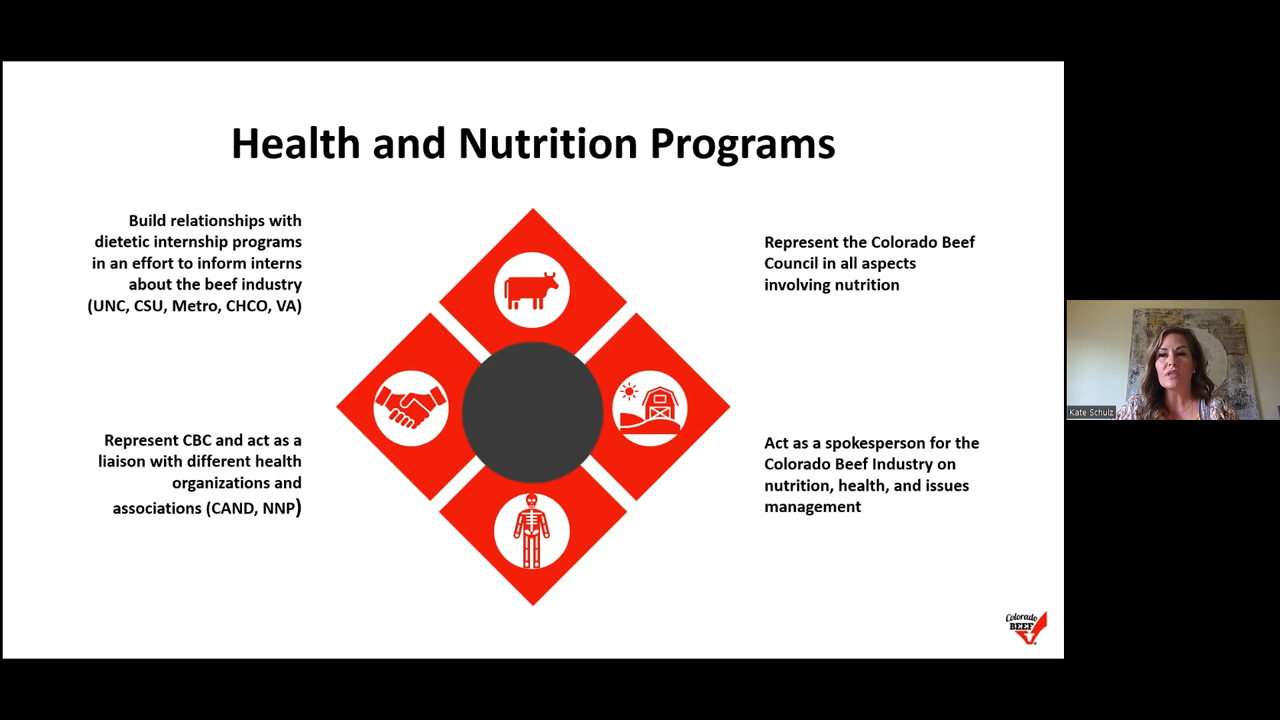 Health and Nutrition Programs
Build relationships with
dietetic internship programs
in an effort to inform interns
about the beef industry
(UNC, CSU, Metro, CHCO, VA)
Represent the Colorado Beef
Council in all aspects
involving nutrition
Represent CBC and act as a
liaison with different health
organizations and
associations (CAND, NNP)
Act as a spokesperson for the
Colorado Beef Industry on
nutrition, health, and issues
management
Colorado
BEEF
Kate Schulz